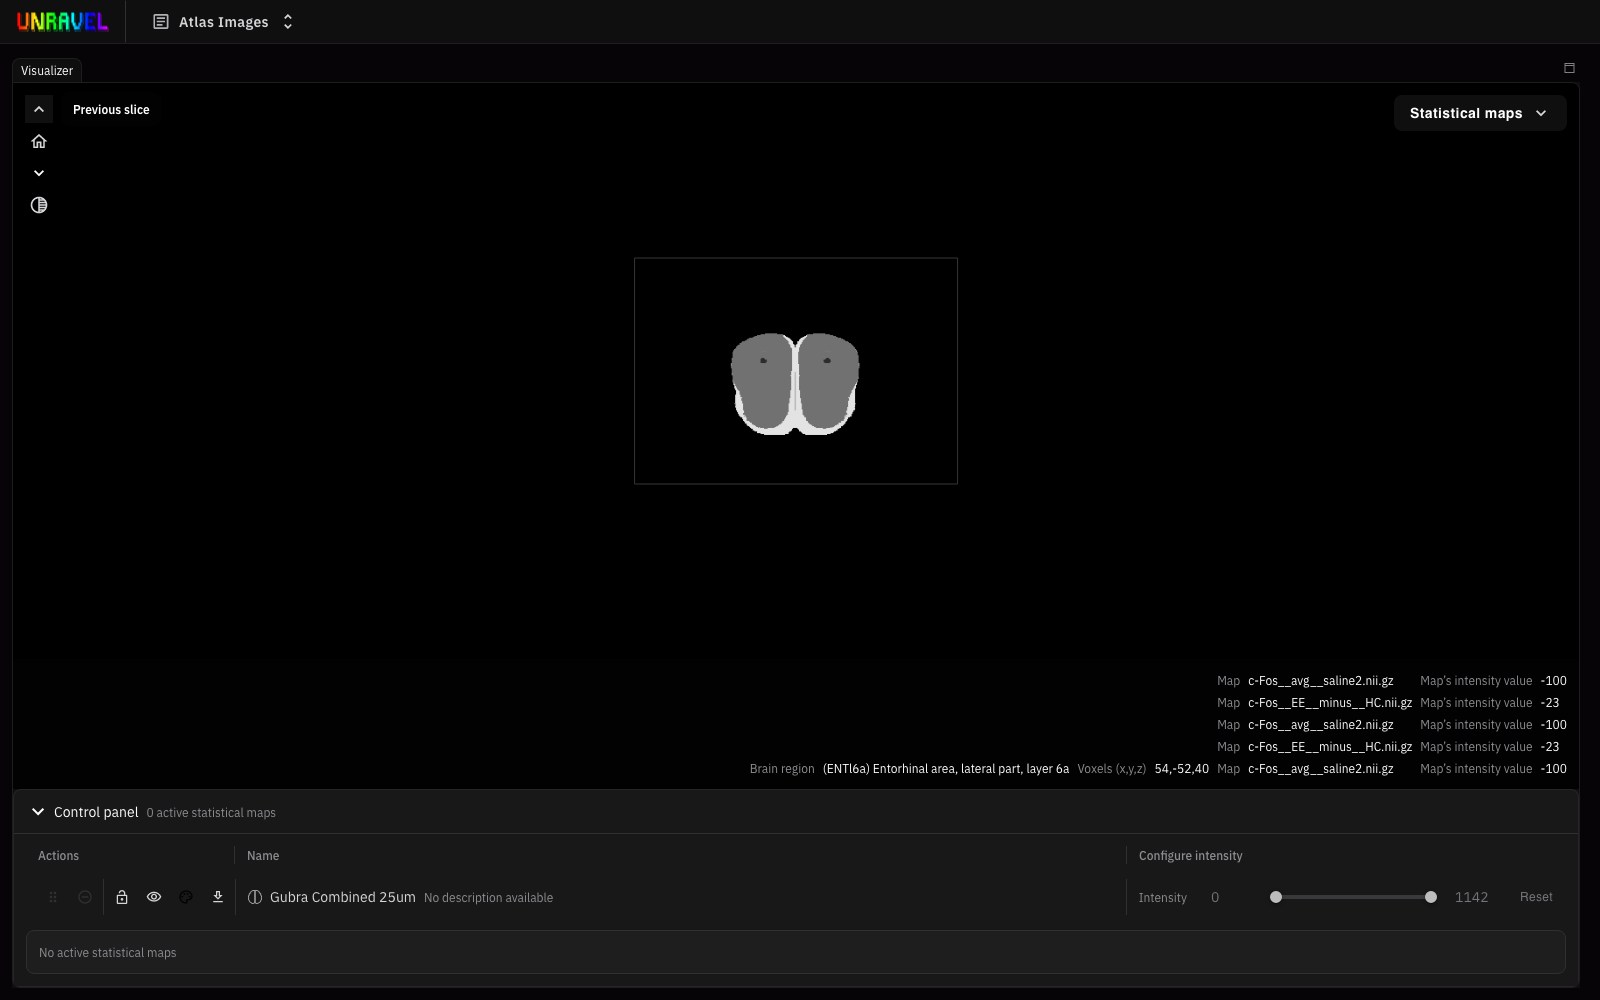 UNRAVEL
Atlas Images
Visualizer
Previous slice
Statistical maps
Map c-Fos__avg__saline2.nii.gz Map's intensity value -100
Map c-Fos__EE__minus__HC.nii.gz Map's intensity value -23
Map c-Fos__avg__saline2.nii.gz Map's intensity value -100
Map c-Fos__EE__minus__HC.nii.gz Map's intensity value -23
Brain region (ENTl6a) Entorhinal area, lateral part, layer 6a Voxels (x,y,z) 54,-52,40 Map c-Fos__avg__saline2.nii.gz Map's intensity value -100
Control panel 0 active statistical maps
Actions Name Configure intensity
Gubra Combined 25um No description available Intensity 0 1142 Reset
No active statistical maps